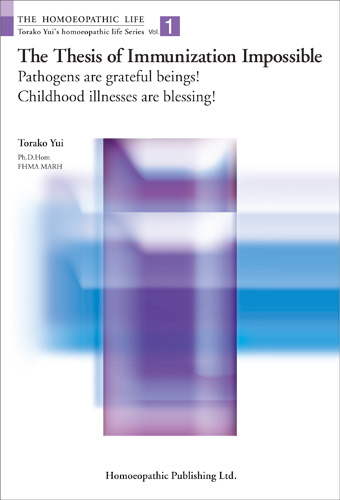 THE HOMOEOPATHIC LIFE
Torako Yui's homoeopathic life Series Vol. 1
The Thesis of Immunization Impossible
Pathogens are grateful beings!
Childhood illnesses are blessing!
Torako Yui
Ph.D.Hom
FHMA MARH
Homoeopathic Publishing Ltd.